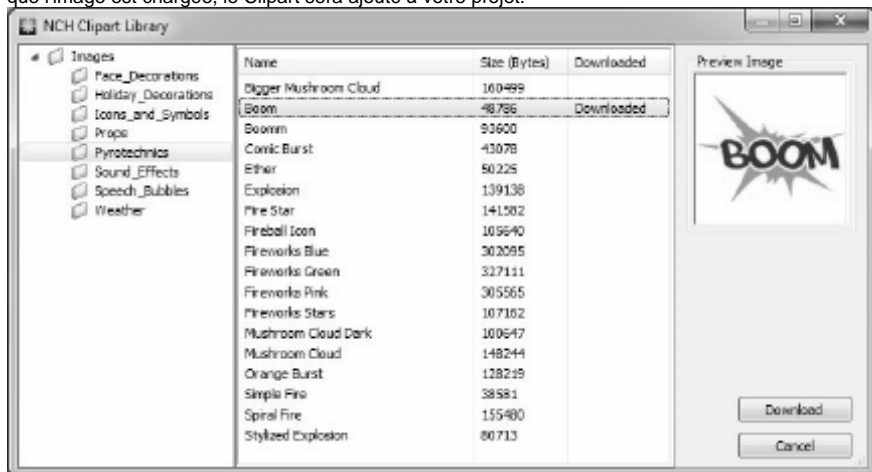 que l'image est chargée, le Clipart sera ajouté à votre projet.
NCH Clipart Library
Images
Face_Decorations
Holiday_Decorations
Icons_and_Symbols
Props
Pyrotechnics
Sound_Effects
Speech_Bubbles
Weather
Name Size (Bytes) Downloaded
Bigger Mushroom Cloud 160499
Boom 48786 Downloaded
Boomm 93600
Comic Burst 43078
Ether 50225
Explosion 139138
Fire Star 141582
Fireball Icon 105640
Fireworks Blue 302095
Fireworks Green 327111
Fireworks Pink 305565
Fireworks Stars 107162
Mushroom Cloud Dark 100647
Mushroom Cloud 148244
Orange Burst 128219
Simple Fire 38581
Spiral Fire 155480
Stylized Explosion 80713
Preview Image
BOOM
Download
Cancel